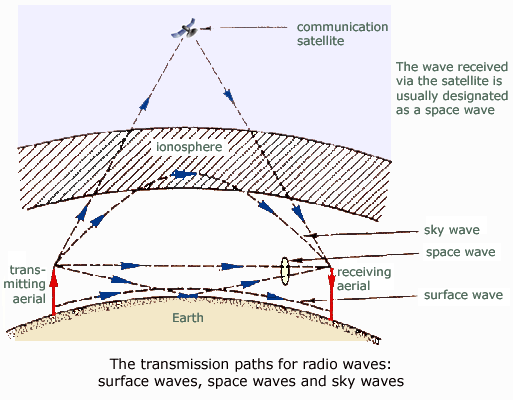 communication
satellite
The wave received
via the satellite is
usually designated
as a space wave
ionosphere
sky wave
space wave
trans-
mitting
aerial
receiving
aerial
surface wave
Earth
The transmission paths for radio waves:
surface waves, space waves and sky waves